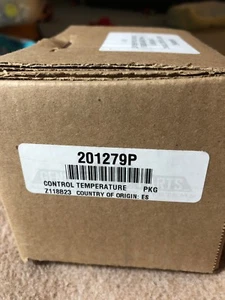 201279P
CONTROL TEMPERATURE PKG
Z118B23 COUNTRY OF ORIGIN: ES